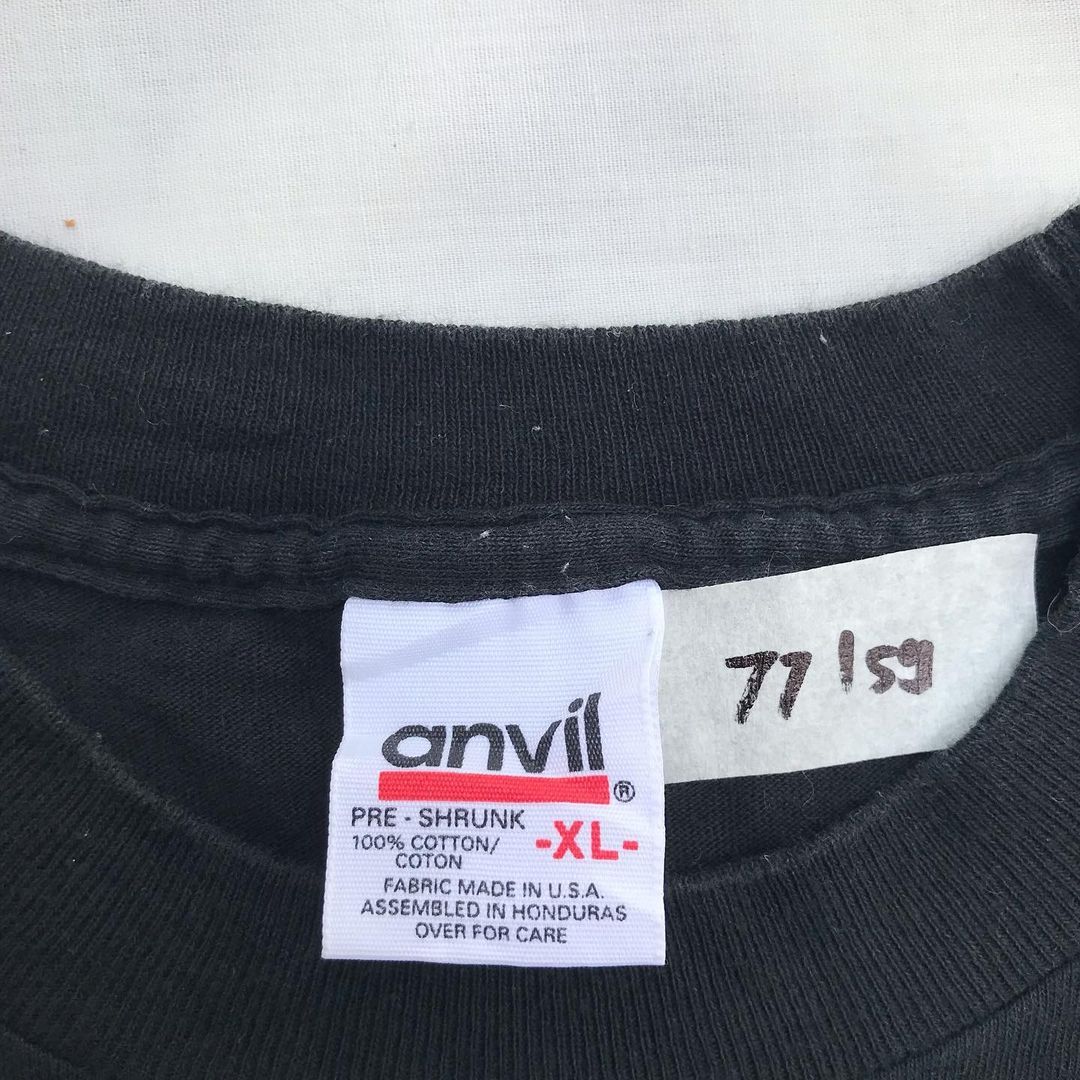 77 159
anvil®
PRE - SHRUNK
100% COTTON/
COTON
-XL-
FABRIC MADE IN U.S.A.
ASSEMBLED IN HONDURAS
OVER FOR CARE